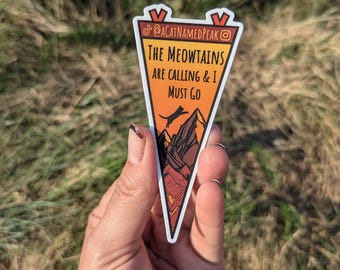 @aCatNamedPeak
The Meowtains
are calling & I
Must Go